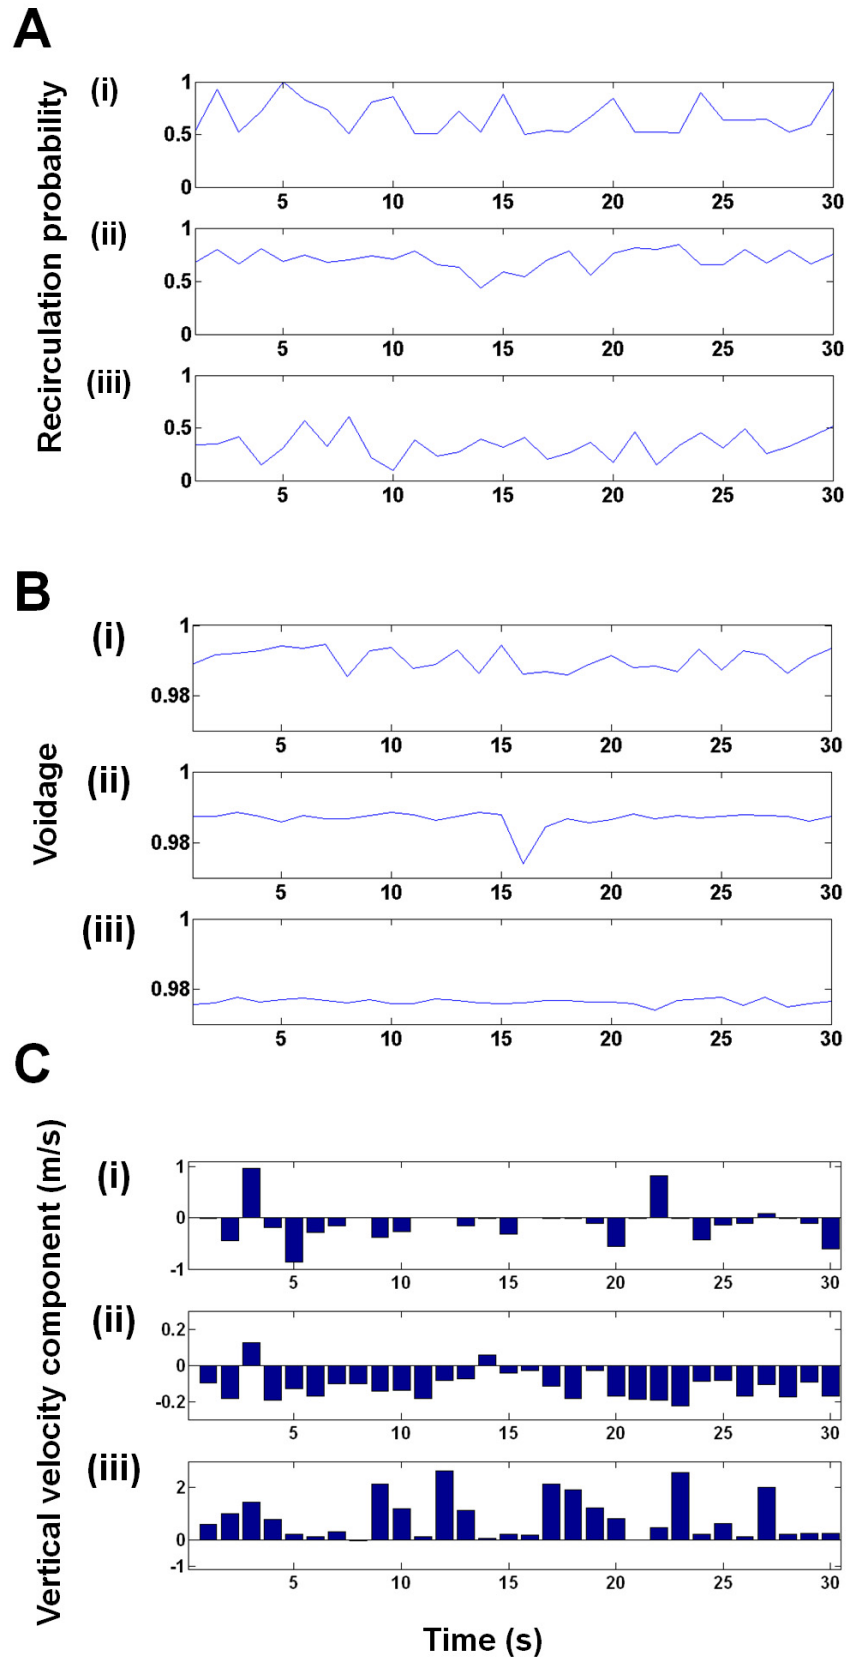 A
Recirculation probability
(i)
1
0.5
0
5 10 15 20 25 30
(ii)
1
0.5
0
5 10 15 20 25 30
(iii)
1
0.5
0
5 10 15 20 25 30
B
Voidage
(i)
1
0.98
5 10 15 20 25 30
(ii)
1
0.98
5 10 15 20 25 30
(iii)
1
0.98
5 10 15 20 25 30
C
Vertical velocity component (m/s)
(i)
1
0
-1
5 10 15 20 25 30
(ii)
0.2
0
-0.2
5 10 15 20 25 30
(iii)
2
0
-1
5 10 15 20 25 30
Time (s)